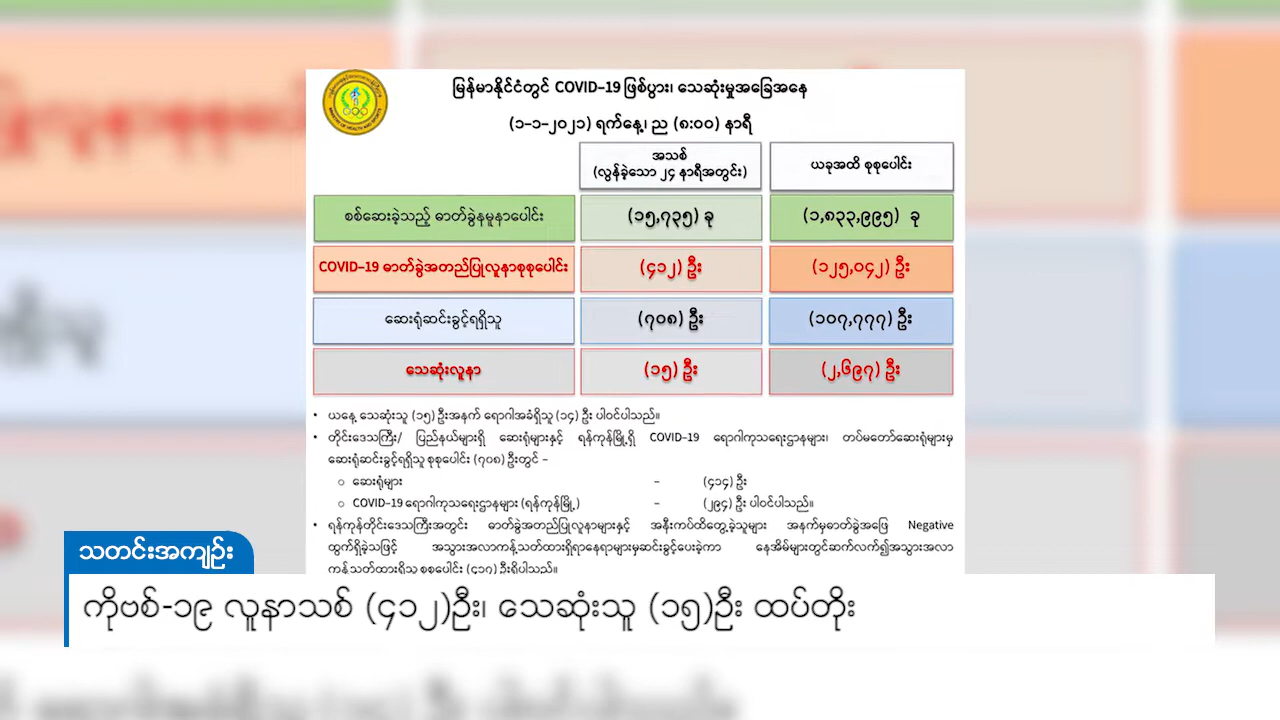 မြန်မာနိုင်ငံတွင် COVID-19 ဖြစ်ပွား၊ သေဆုံးမှုအခြေအနေ
(၁-၁-၂၀၂၁) ရက်နေ့၊ ည (၈:၀၀) နာရီ
အသစ်
(လွန်ခဲ့သော ၂၄ နာရီအတွင်း)
ယခုအထိ စုစုပေါင်း
စစ်ဆေးခဲ့သည့် ဓာတ်ခွဲနမူနာပေါင်း (၁၅,၇၃၅) ခု (၁,၈၃၃,၉၉၅) ခု
COVID-19 ဓာတ်ခွဲအတည်ပြုလူနာစုစုပေါင်း (၄၁၂) ဦး (၁၂၅,၀၄၂) ဦး
ဆေးရုံဆင်းခွင့်ရရှိသူ (၇၀၈) ဦး (၁၀၇,၇၇၇) ဦး
သေဆုံးလူနာ (၁၅) ဦး (၂,၆၉၇) ဦး
• ယနေ့ သေဆုံးသူ (၁၅) ဦးအနက် ရောဂါအခံရှိသူ (၁၄) ဦး ပါဝင်ပါသည်။
• တိုင်းဒေသကြီး/ ပြည်နယ်များရှိ ဆေးရုံများနှင့် ရန်ကုန်မြို့ရှိ COVID-19 ရောဂါကုသရေးဌာနများ၊ တပ်မတော်ဆေးရုံများမှ
ဆေးရုံဆင်းခွင့်ရရှိသူ စုစုပေါင်း (၇၀၈) ဦးတွင် –
○ ဆေးရုံများ – (၄၁၄) ဦး
○ COVID-19 ရောဂါကုသရေးဌာနများ (ရန်ကုန်မြို့) – (၂၉၄) ဦး ပါဝင်ပါသည်။
• ရန်ကုန်တိုင်းဒေသကြီးအတွင်း ဓာတ်ခွဲအတည်ပြုလူနာများနှင့် အနီးကပ်ထိတွေ့ခဲ့သူများ အနက်မှဓာတ်ခွဲအဖြေ Negative
ထွက်ရှိခဲ့သဖြင့် အသွားအလာကန့်သတ်ထားရှိရာနေရာများမှဆင်းခွင့်ပေးခဲ့ကာ နေအိမ်များတွင်ဆက်လက်၍အသွားအလာ
ကန့်သတ်ထားရှိသူ စုစုပေါင်း (၄၁၇) ဦးရှိပါသည်။
သတင်းအကျဉ်း
ကိုဗစ်-၁၉ လူနာသစ် (၄၁၂)ဦး၊ သေဆုံးသူ (၁၅)ဦး ထပ်တိုး